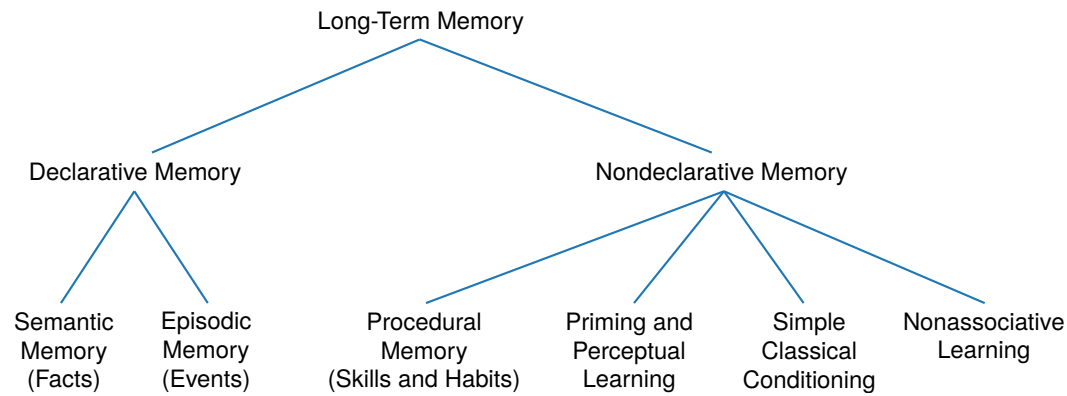 Long-Term Memory
Declarative Memory
Nondeclarative Memory
Semantic
Memory
(Facts)
Episodic
Memory
(Events)
Procedural
Memory
(Skills and Habits)
Priming and
Perceptual
Learning
Simple
Classical
Conditioning
Nonassociative
Learning